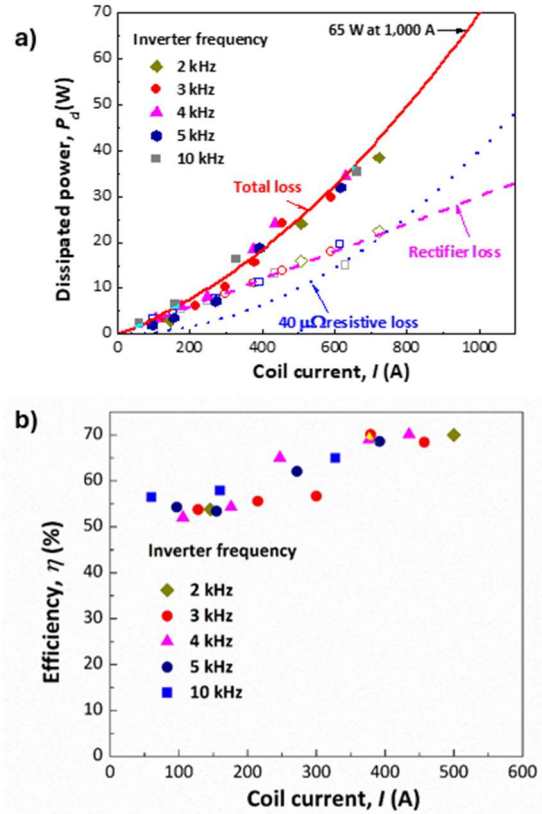 a)
70
60
50
40
30
20
10
0
Dissipated power, Pd(W)
Inverter frequency
2 kHz
3 kHz
4 kHz
5 kHz
10 kHz
65 W at 1,000 A
Total loss
Rectifier loss
40 μΩ resistive loss
0 200 400 600 800 1000
Coil current, I (A)
b)
70
60
50
40
30
20
10
0
Efficiency, η (%)
Inverter frequency
2 kHz
3 kHz
4 kHz
5 kHz
10 kHz
0 100 200 300 400 500 600
Coil current, I (A)